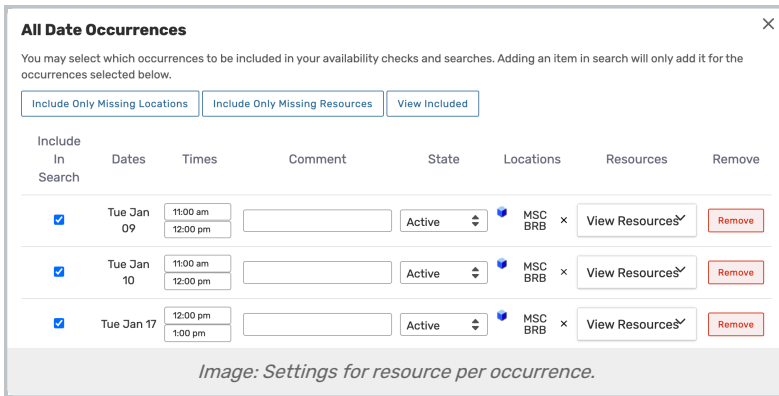 All Date Occurrences
×
You may select which occurrences to be included in your availability checks and searches. Adding an item in search will only add it for the
occurrences selected below.
Include Only Missing Locations
Include Only Missing Resources
View Included
Include
In
Search
Dates
Times
Comment
State
Locations
Resources
Remove
Tue Jan
09
11:00 am
12:00 pm
Active
MSC
BRB
×
View Resources
Remove
Tue Jan
10
11:00 am
12:00 pm
Active
MSC
BRB
×
View Resources
Remove
Tue Jan 17
12:00 pm
1:00 pm
Active
MSC
BRB
×
View Resources
Remove
Image: Settings for resource per occurrence.